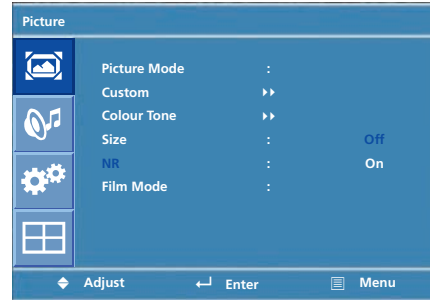 Picture
Picture Mode :
Custom
Colour Tone
Size : Off
NR : On
Film Mode :
Adjust Enter Menu